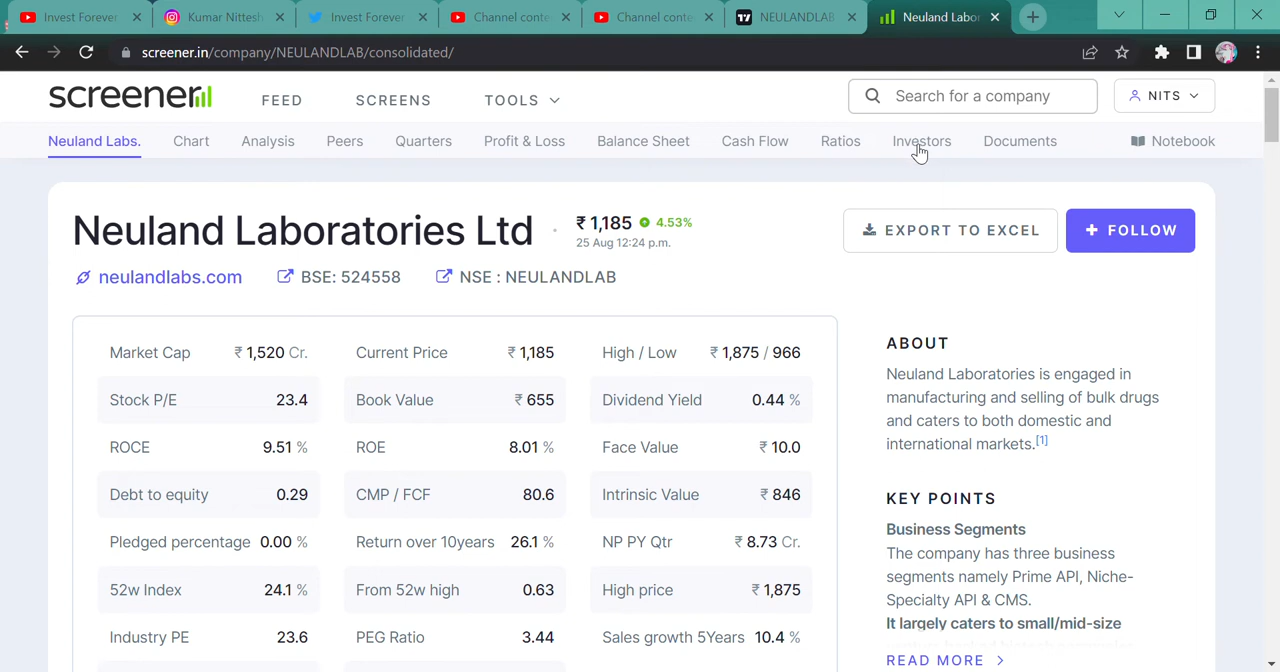 Invest Forever
Kumar Nittesh
Invest Forever
Channel conte
Channel conte
NEULANDLAB
Neuland Labor
screener.in/company/NEULANDLAB/consolidated/
screener
FEED
SCREENS
TOOLS
Search for a company
NITS
Neuland Labs.
Chart
Analysis
Peers
Quarters
Profit & Loss
Balance Sheet
Cash Flow
Ratios
Investors
Documents
Notebook
Neuland Laboratories Ltd
₹ 1,185 4.53%
25 Aug 12:24 p.m.
EXPORT TO EXCEL
+ FOLLOW
neulandlabs.com
BSE: 524558
NSE : NEULANDLAB
Market Cap ₹ 1,520 Cr.
Current Price ₹ 1,185
High / Low ₹ 1,875 / 966
Stock P/E 23.4
Book Value ₹ 655
Dividend Yield 0.44 %
ROCE 9.51 %
ROE 8.01 %
Face Value ₹ 10.0
Debt to equity 0.29
CMP / FCF 80.6
Intrinsic Value ₹ 846
Pledged percentage 0.00 %
Return over 10years 26.1 %
NP PY Qtr ₹ 8.73 Cr.
52w Index 24.1 %
From 52w high 0.63
High price ₹ 1,875
Industry PE 23.6
PEG Ratio 3.44
Sales growth 5Years 10.4 %
ABOUT
Neuland Laboratories is engaged in
manufacturing and selling of bulk drugs
and caters to both domestic and
international markets.[1]
KEY POINTS
Business Segments
The company has three business
segments namely Prime API, Niche-
Specialty API & CMS.
It largely caters to small/mid-size
READ MORE